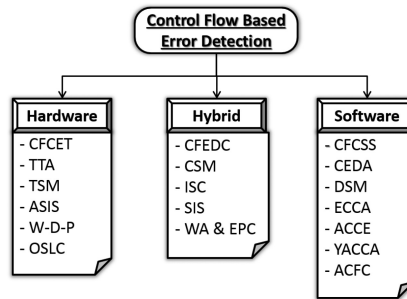 Control Flow Based
Error Detection
Hardware
- CFCET
- TTA
- TSM
- ASIS
- W-D-P
- OSLC
Hybrid
- CFEDC
- CSM
- ISC
- SIS
- WA & EPC
Software
- CFCSS
- CEDA
- DSM
- ECCA
- ACCE
- YACCA
- ACFC